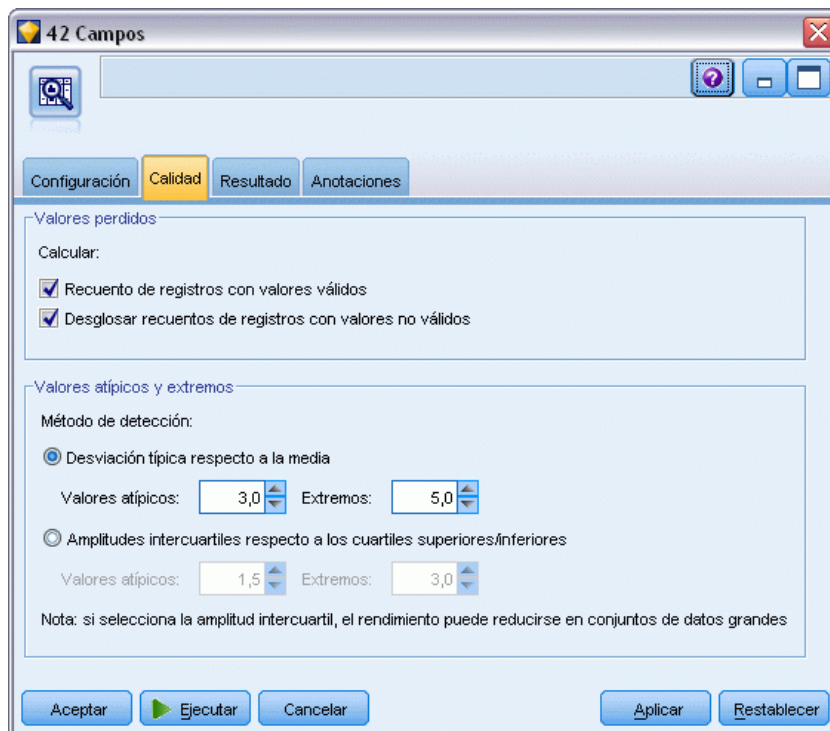 42 Campos
Configuración Calidad Resultado Anotaciones
Valores perdidos
Calcular:
Recuento de registros con valores válidos
Desglosar recuentos de registros con valores no válidos
Valores atípicos y extremos
Método de detección:
Desviación típica respecto a la media
Valores atípicos: 3,0 Extremos: 5,0
Amplitudes intercuartiles respecto a los cuartiles superiores/inferiores
Valores atípicos: 1,5 Extremos: 3,0
Nota: si selecciona la amplitud intercuartil, el rendimiento puede reducirse en conjuntos de datos grandes
Aceptar Ejecutar Cancelar Aplicar Restablecer